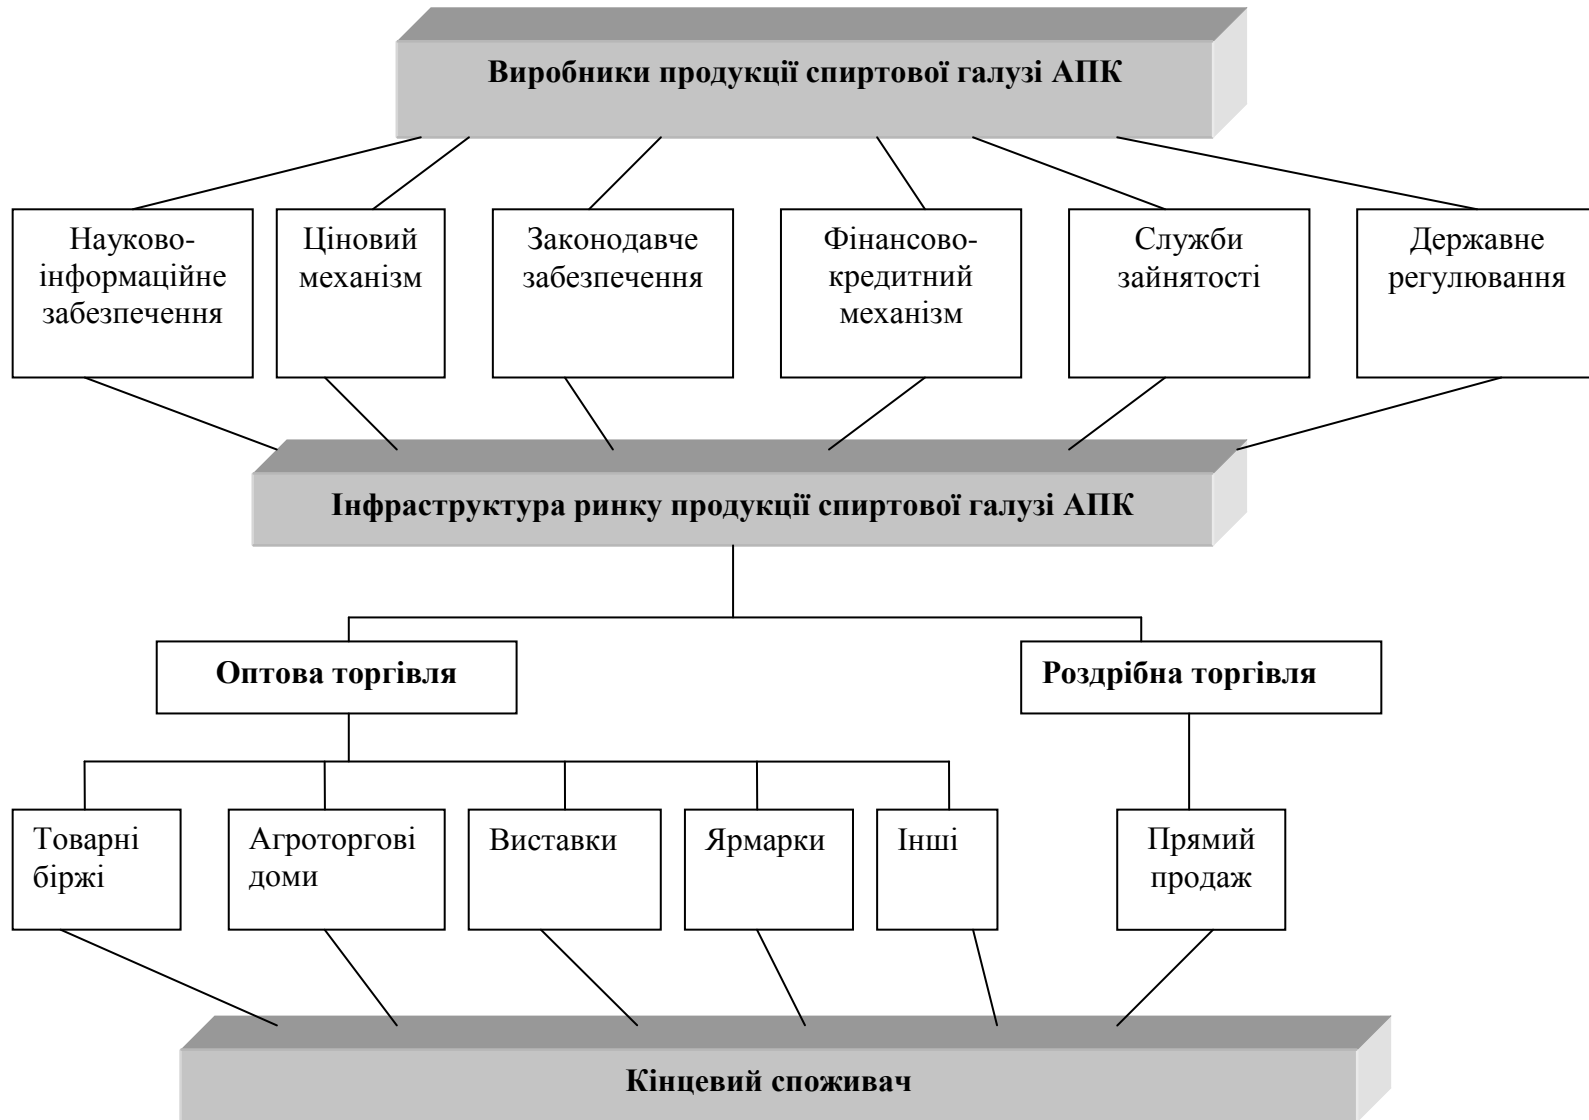 Виробники продукції спиртової галузі АПК
Науково-
інформаційне
забезпечення
Ціновий
механізм
Законодавче
забезпечення
Фінансово-
кредитний
механізм
Служби
зайнятості
Державне
регулювання
Інфраструктура ринку продукції спиртової галузі АПК
Оптова торгівля
Роздрібна торгівля
Товарні
біржі
Агроторгові
доми
Виставки
Ярмарки
Інші
Прямий
продаж
Кінцевий споживач